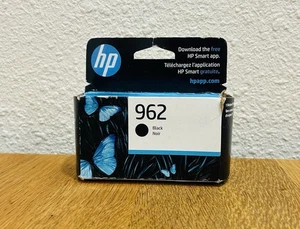 hp
Download the free
HP Smart app.
Téléchargez l'application
HP Smart gratuite.
hpapp.com
962
Black
Noir